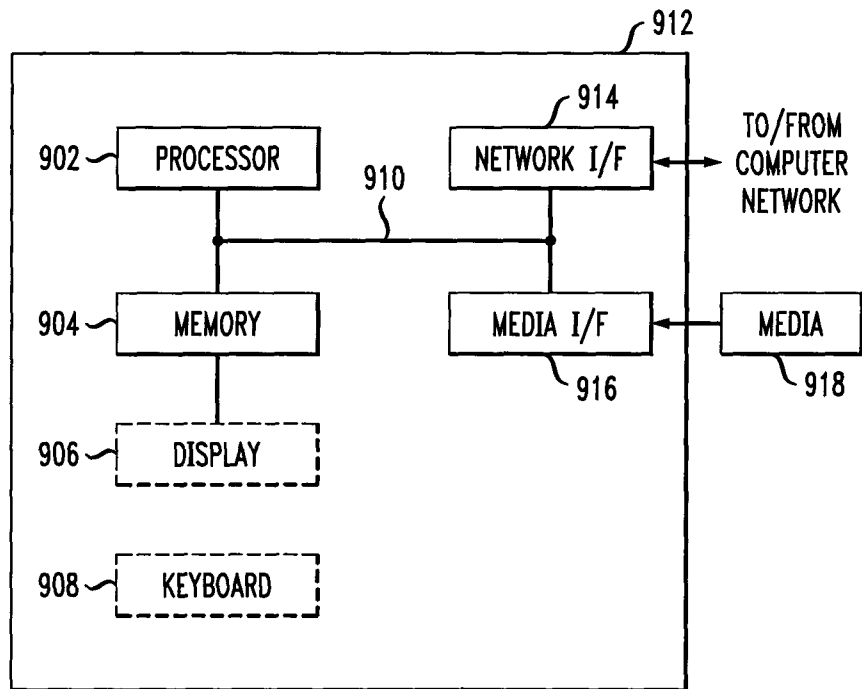 912
914
902
PROCESSOR
NETWORK I/F
TO/FROM
COMPUTER
NETWORK
910
904
MEMORY
MEDIA I/F
MEDIA
916
918
906
DISPLAY
908
KEYBOARD